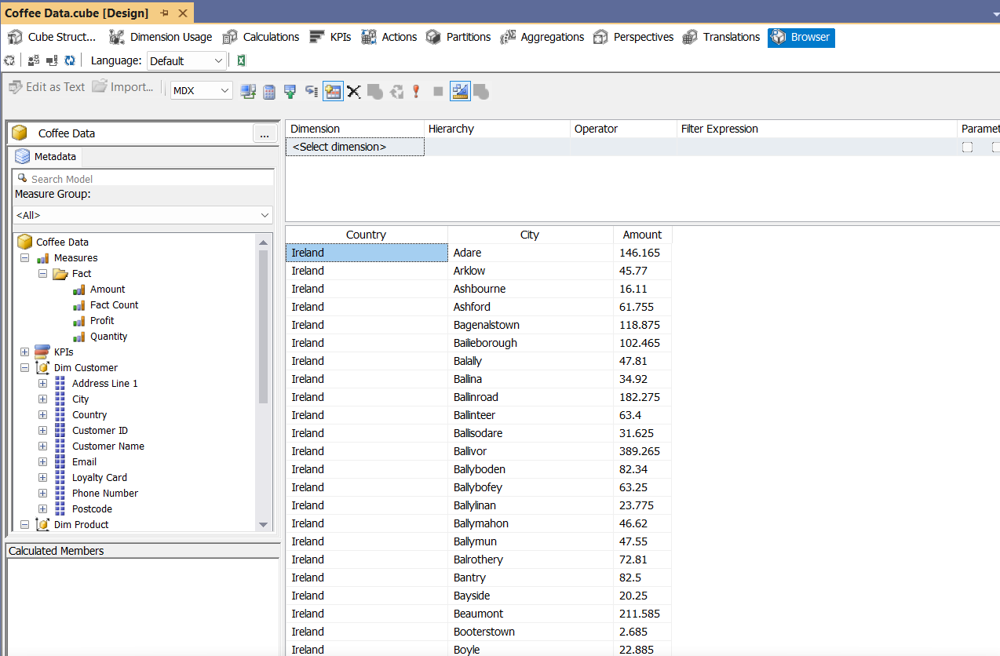 Coffee Data.cube [Design]
Cube Struct... Dimension Usage Calculations KPIs Actions Partitions Aggregations Perspectives Translations Browser
Language: Default
Edit as Text Import... MDX
Coffee Data ...
Metadata
Search Model
Measure Group:
<All>
Coffee Data
Measures
Fact
Amount
Fact Count
Profit
Quantity
KPIs
Dim Customer
Address Line 1
City
Country
Customer ID
Customer Name
Email
Loyalty Card
Phone Number
Postcode
Dim Product
Calculated Members
Dimension Hierarchy Operator Filter Expression Paramet
<Select dimension>
Country City Amount
Ireland Adare 146.165
Ireland Arklow 45.77
Ireland Ashbourne 16.11
Ireland Ashford 61.755
Ireland Bagenalstown 118.875
Ireland Bailieborough 102.465
Ireland Balally 47.81
Ireland Ballina 34.92
Ireland Ballinroad 182.275
Ireland Ballinteer 63.4
Ireland Ballisodare 31.625
Ireland Ballivor 389.265
Ireland Ballyboden 82.34
Ireland Ballybofey 63.25
Ireland Ballylinan 23.775
Ireland Ballymahon 46.62
Ireland Ballymun 47.55
Ireland Balrothery 72.81
Ireland Bantry 82.5
Ireland Bayside 20.25
Ireland Beaumont 211.585
Ireland Booterstown 2.685
Ireland Boyle 22.885